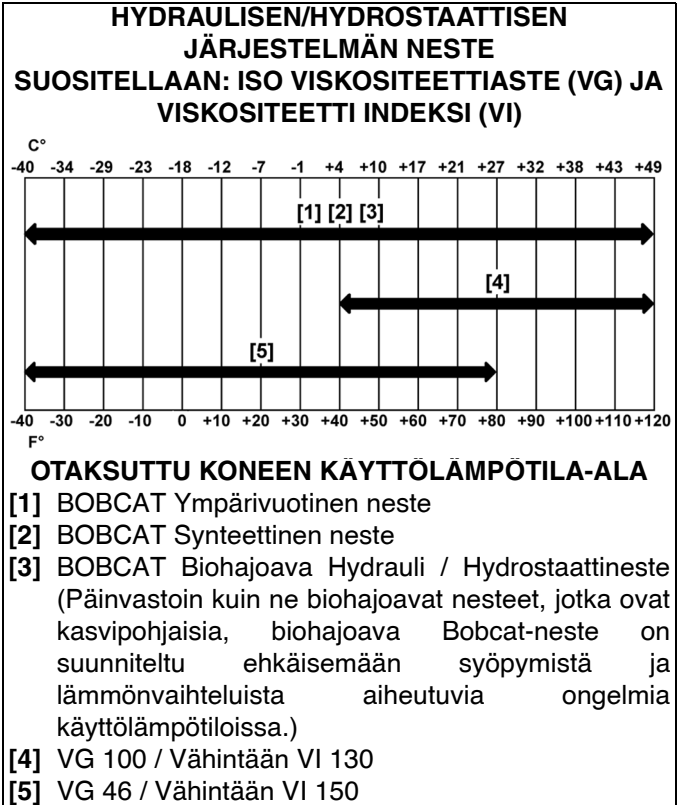 HYDRAULISEN/HYDROSTAATTISEN
JÄRJESTELMÄN NESTE
SUOSITELLAAN: ISO VISKOSITEETTIASTE (VG) JA
VISKOSITEETTI INDEKSI (VI)
C°
-40 -34 -29 -23 -18 -12 -7 -1 +4 +10 +17 +21 +27 +32 +38 +43 +49
[1] [2] [3]
[4]
[5]
-40 -30 -20 -10 0 +10 +20 +30 +40 +50 +60 +70 +80 +90 +100 +110 +120
F°
OTAKSUTTU KONEEN KÄYTTÖLÄMPÖTILA-ALA
[1] BOBCAT Ympärivuotinen neste
[2] BOBCAT Synteettinen neste
[3] BOBCAT Biohajoava Hydrauli / Hydrostaattineste
(Päinvastoin kuin ne biohajoavat nesteet, jotka ovat
kasvipohjaisia, biohajoava Bobcat-neste on
suunniteltu ehkäisemään syöpymistä ja
lämmönvaihteluista aiheutuvia ongelmia
käyttölämpötiloissa.)
[4] VG 100 / Vähintään VI 130
[5] VG 46 / Vähintään VI 150